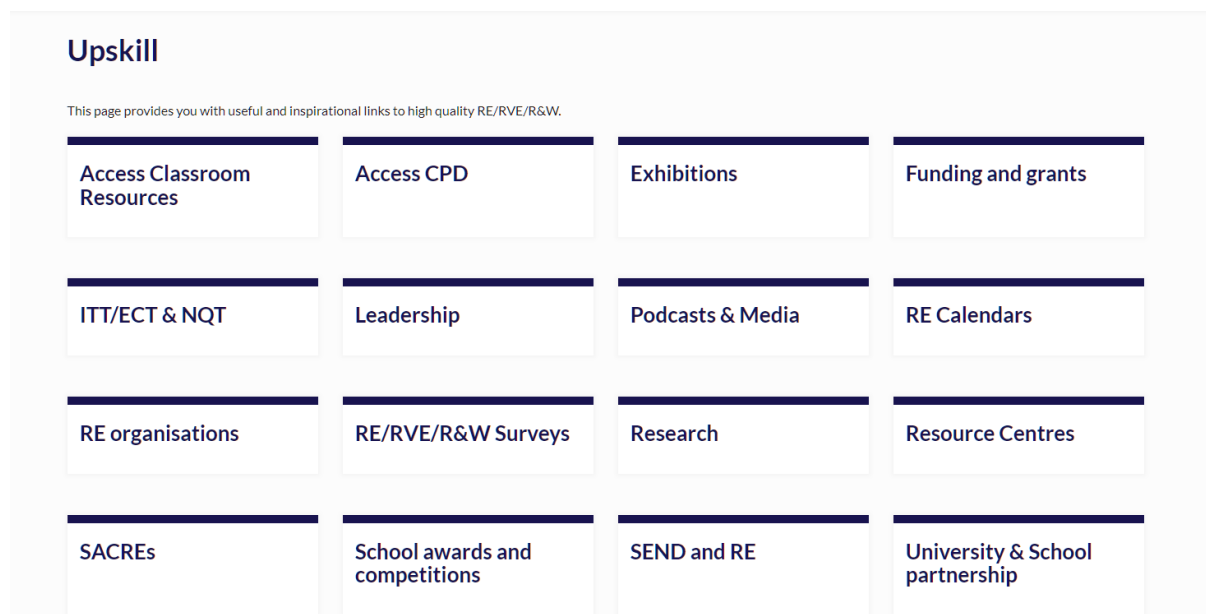 Upskill
This page provides you with useful and inspirational links to high quality RE/RVE/R&W.
Access Classroom
Resources
Access CPD
Exhibitions
Funding and grants
ITT/ECT & NQT
Leadership
Podcasts & Media
RE Calendars
RE organisations
RE/RVE/R&W Surveys
Research
Resource Centres
SACREs
School awards and
competitions
SEND and RE
University & School
partnership